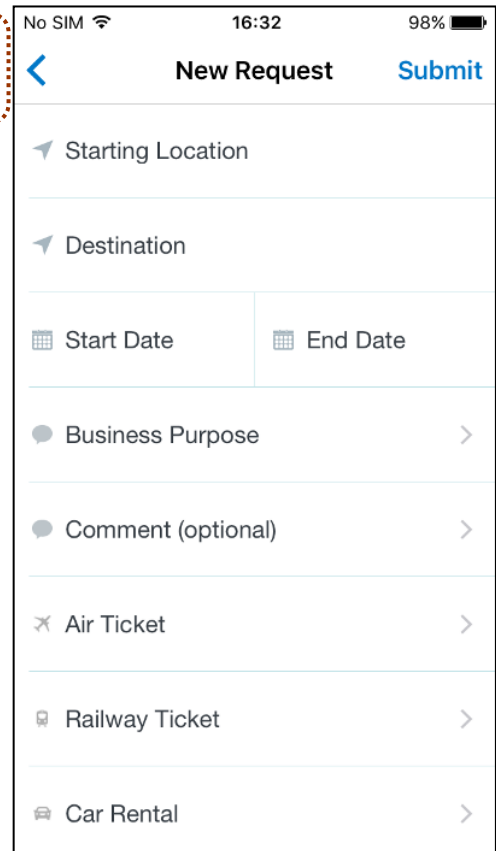 No SIM 16:32 98%
New Request Submit
Starting Location
Destination
Start Date End Date
Business Purpose
Comment (optional)
Air Ticket
Railway Ticket
Car Rental